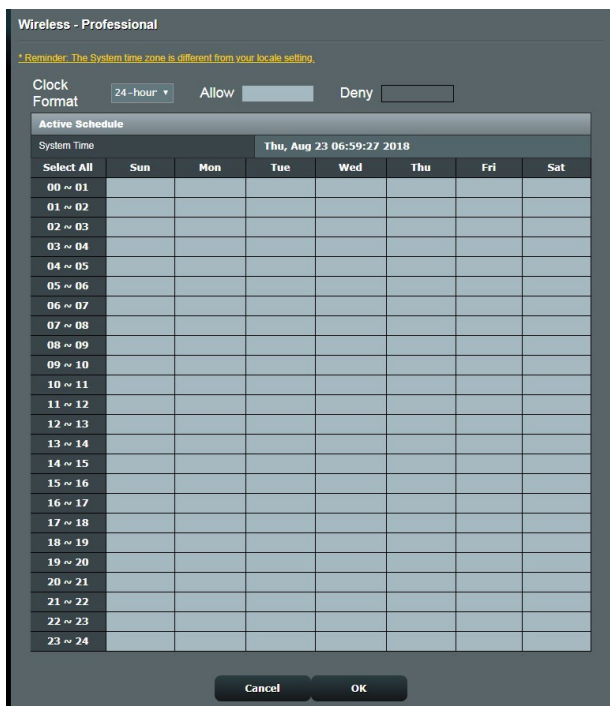 Wireless - Professional
* Reminder: The System time zone is different from your locale setting.
Clock Format 24-hour Allow Deny
Active Schedule
System Time Thu, Aug 23 06:59:27 2018
Select All Sun Mon Tue Wed Thu Fri Sat
00 ~ 01
01 ~ 02
02 ~ 03
03 ~ 04
04 ~ 05
05 ~ 06
06 ~ 07
07 ~ 08
08 ~ 09
09 ~ 10
10 ~ 11
11 ~ 12
12 ~ 13
13 ~ 14
14 ~ 15
15 ~ 16
16 ~ 17
17 ~ 18
18 ~ 19
19 ~ 20
20 ~ 21
21 ~ 22
22 ~ 23
23 ~ 24
Cancel OK